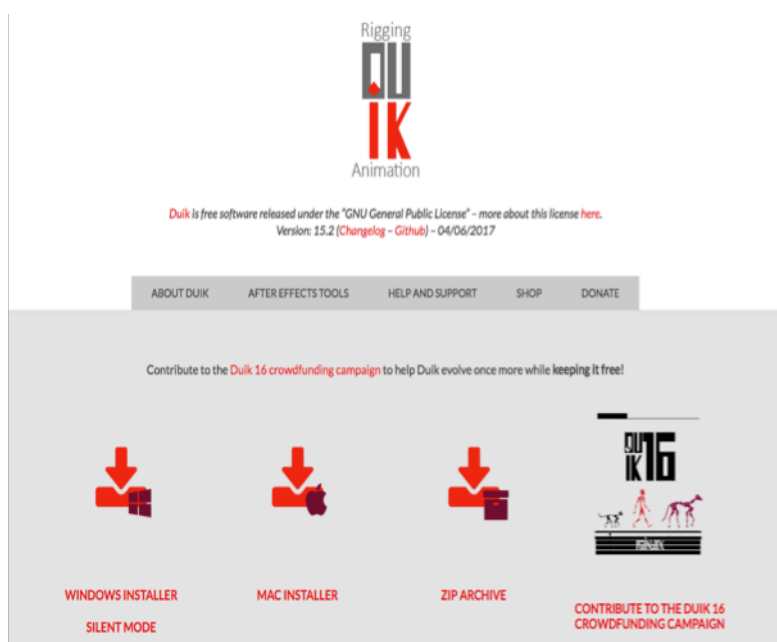 Rigging
DU
IK
Animation
Duik is free software released under the "GNU General Public License" – more about this license here.
Version: 15.2 (Changelog – Github) – 04/06/2017
ABOUT DUIK AFTER EFFECTS TOOLS HELP AND SUPPORT SHOP DONATE
Contribute to the Duik 16 crowdfunding campaign to help Duik evolve once more while keeping it free!
DU
IK 16
WINDOWS INSTALLER MAC INSTALLER ZIP ARCHIVE
SILENT MODE
CONTRIBUTE TO THE DUIK 16
CROWDFUNDING CAMPAIGN